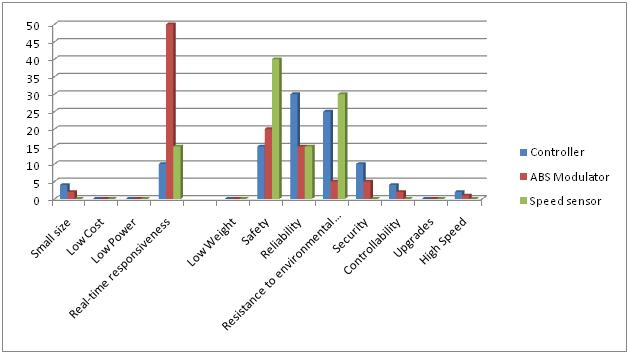 50
45
40
35
30
25
20
15
10
5
0
Small size
Low Cost
Low Power
Real-time responsiveness
Low Weight
Safety
Reliability
Resistance to environmental...
Security
Controllability
Upgrades
High Speed
Controller
ABS Modulator
Speed sensor